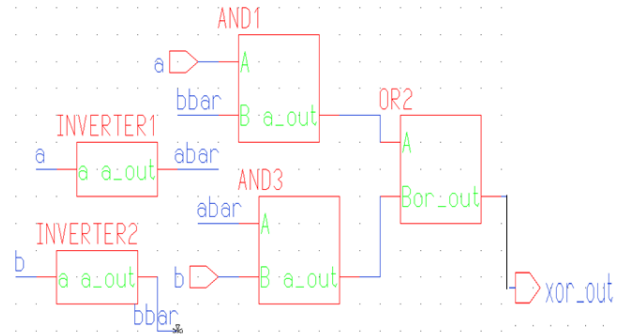 AND1
a
A
bbar
B a_out
OR2
A
Bor_out
INVERTER1
a
a a_out
abar
AND3
abar
A
b
B a_out
INVERTER2
b
a a_out
bbar
xor_out